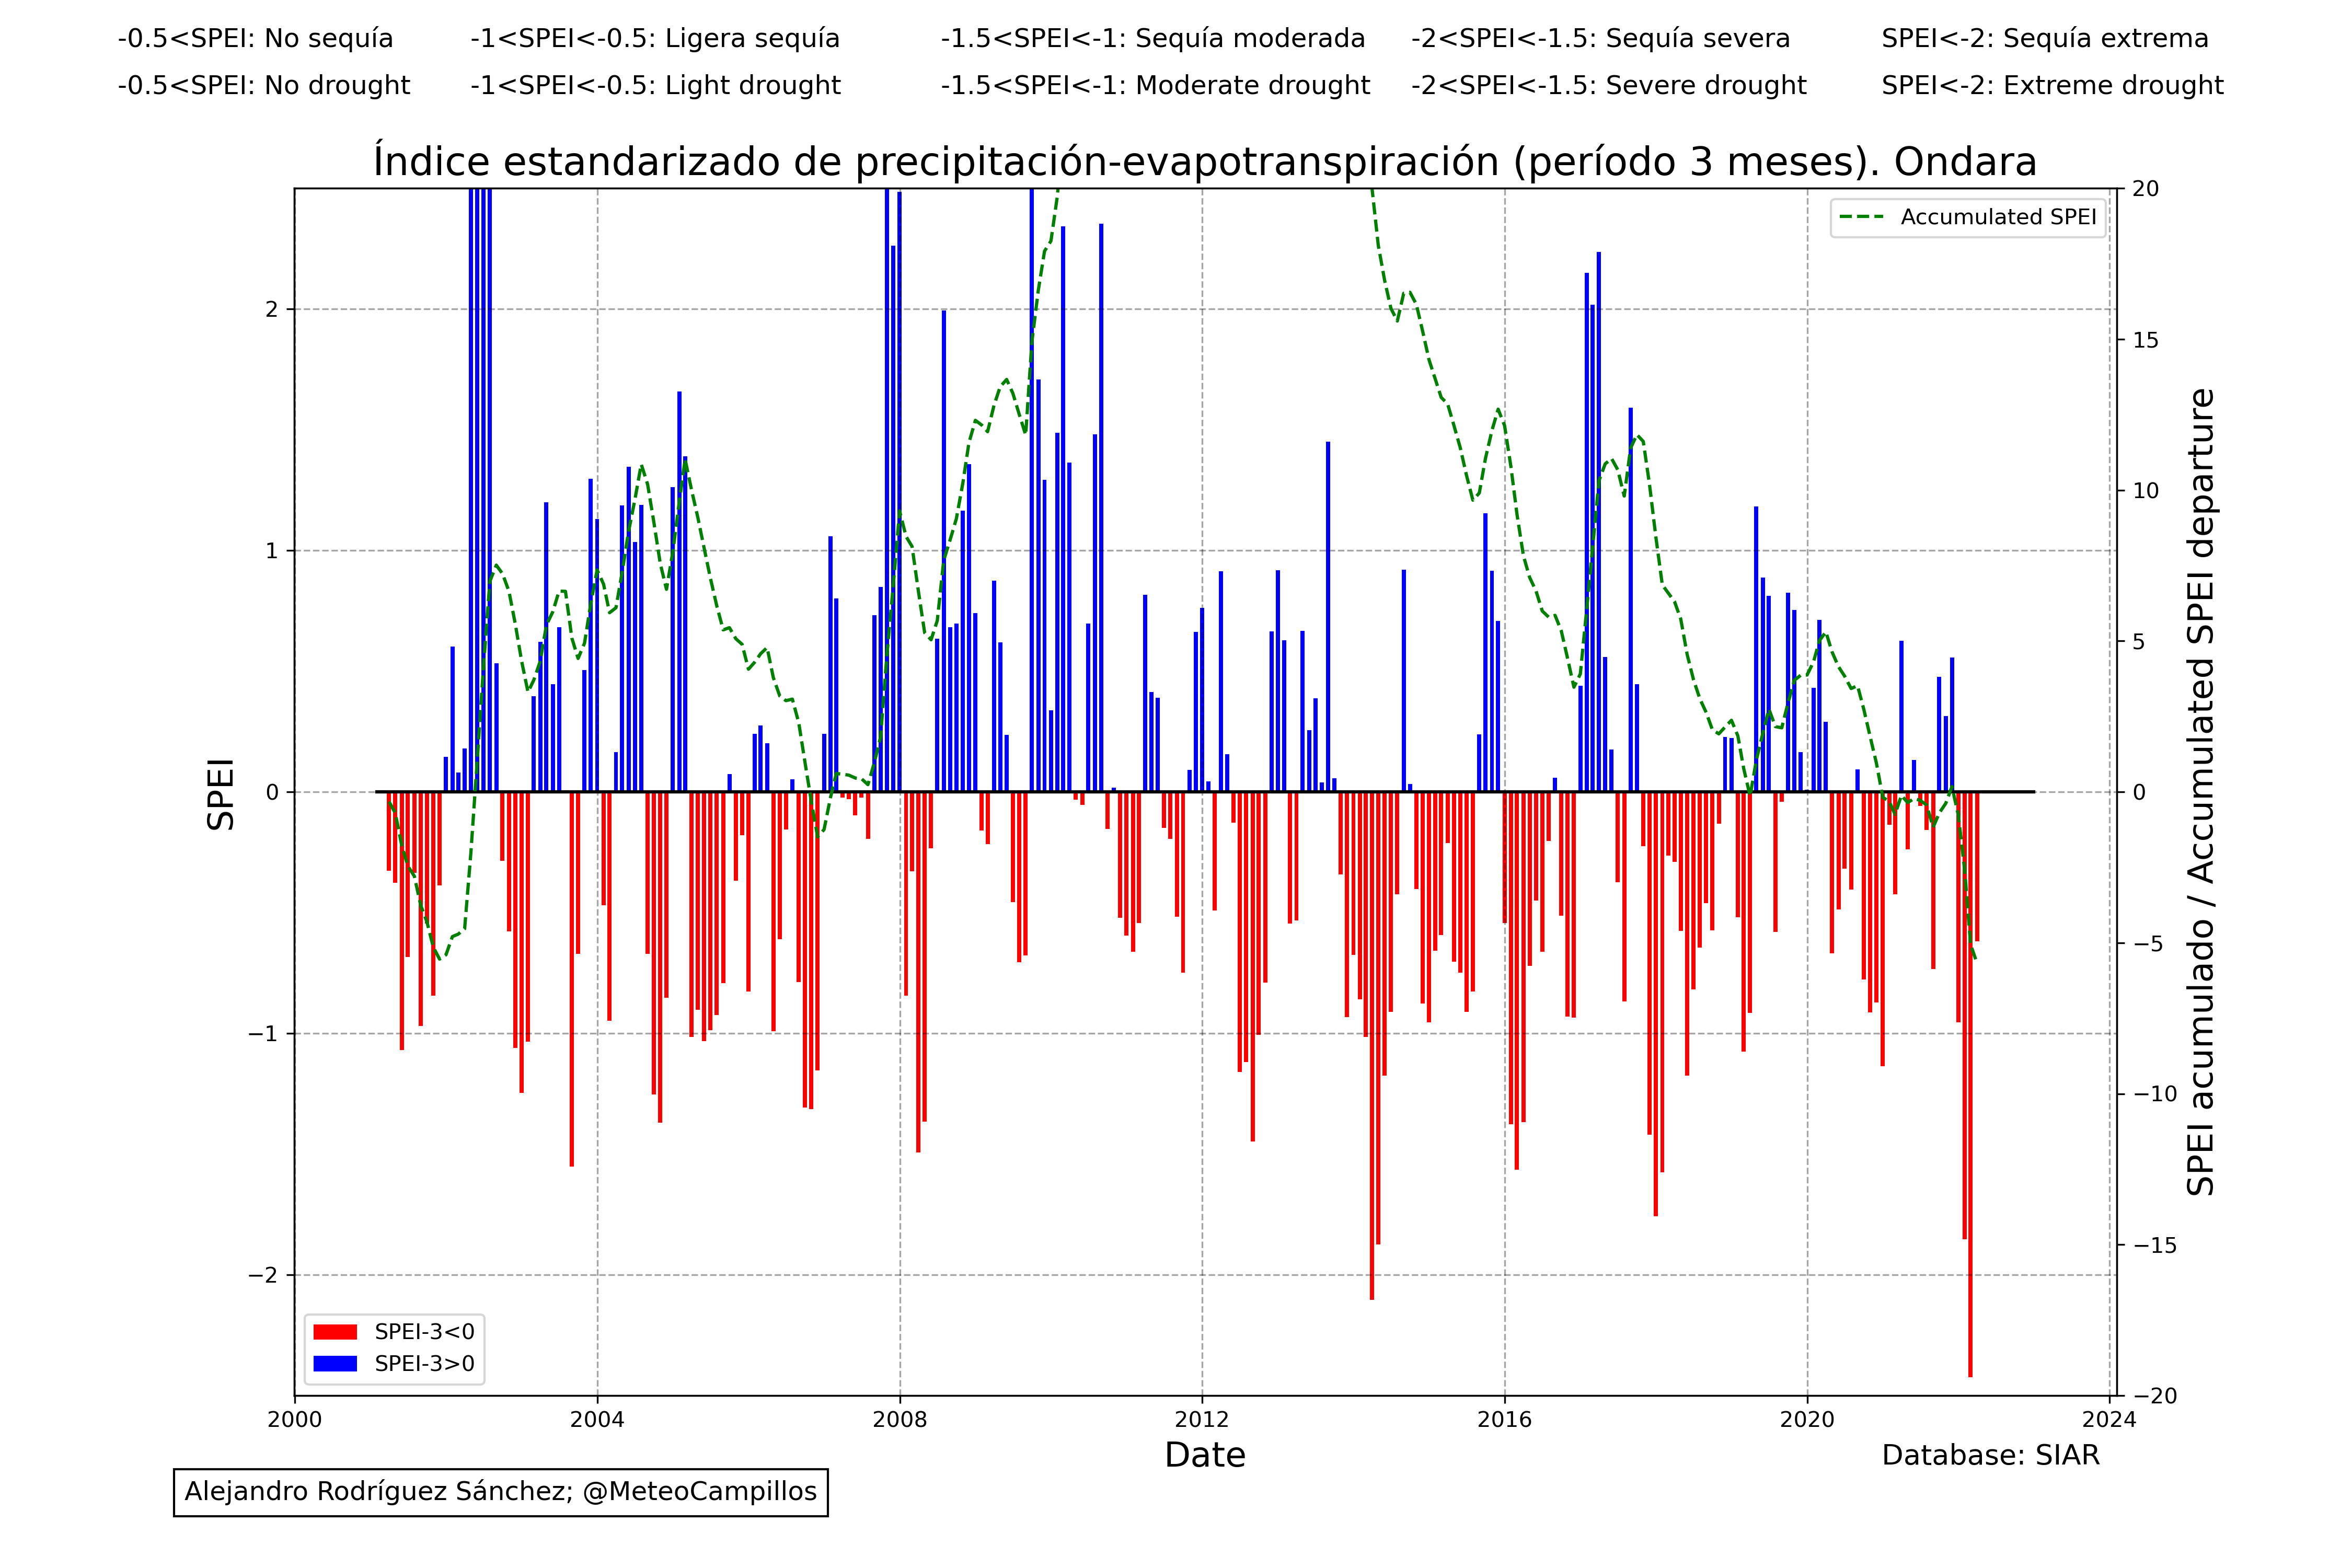 -0.5<SPEI: No sequía -1<SPEI<-0.5: Ligera sequía -1.5<SPEI<-1: Sequía moderada -2<SPEI<-1.5: Sequía severa SPEI<-2: Sequía extrema
-0.5<SPEI: No drought -1<SPEI<-0.5: Light drought -1.5<SPEI<-1: Moderate drought -2<SPEI<-1.5: Severe drought SPEI<-2: Extreme drought
Índice estandarizado de precipitación-evapotranspiración (período 3 meses). Ondara
Accumulated SPEI
SPEI
2
1
0
−1
−2
20
15
10
5
0
−5
−10
−15
−20
SPEI acumulado / Accumulated SPEI departure
SPEI-3<0
SPEI-3>0
2000 2004 2008 2012 2016 2020 2024
Date
Database: SIAR
Alejandro Rodríguez Sánchez; @MeteoCampillos